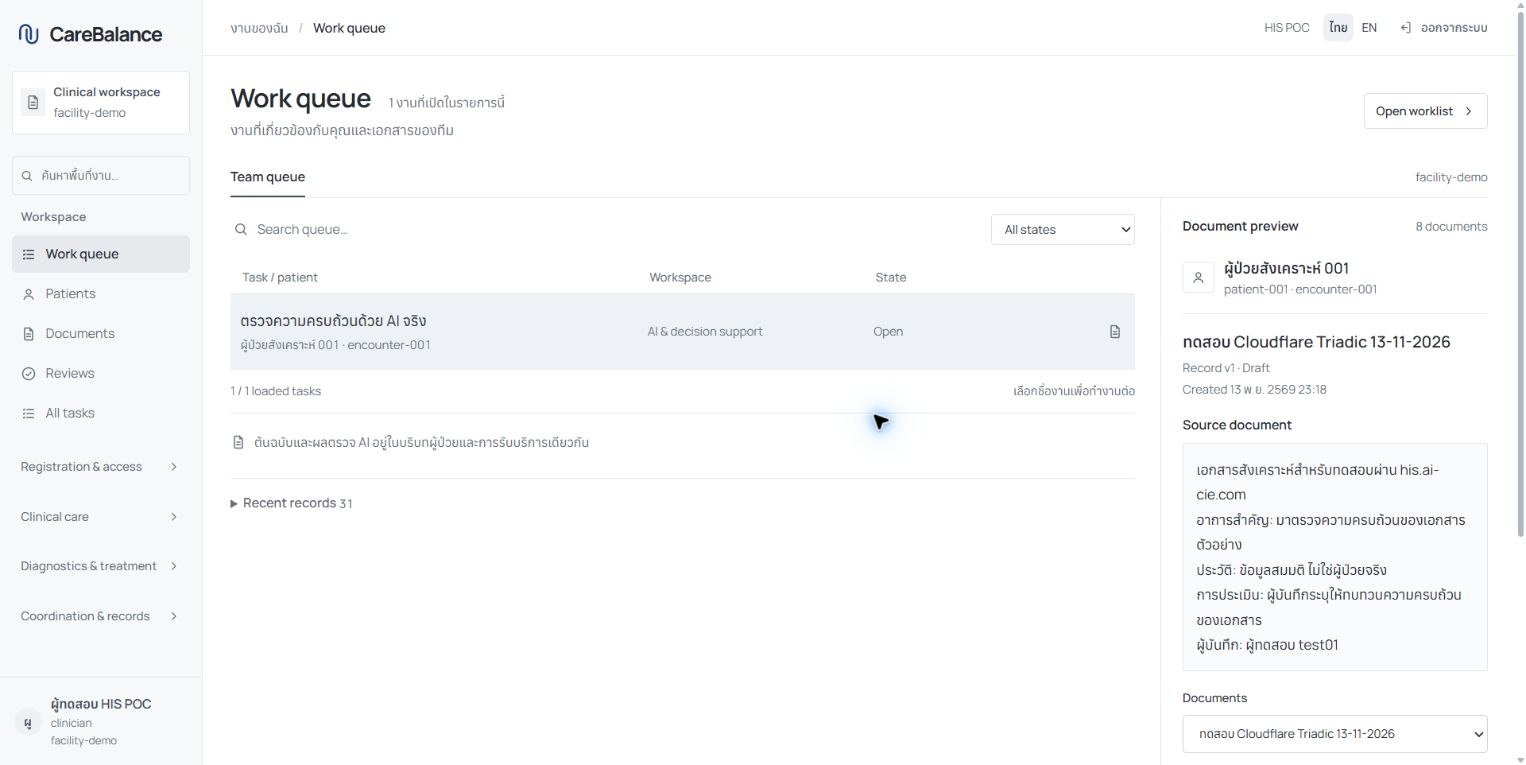 CareBalance
Clinical workspace
facility-demo
ค้นหาพื้นที่งาน...
Workspace
Work queue
Patients
Documents
Reviews
All tasks
Registration & access
Clinical care
Diagnostics & treatment
Coordination & records
ผู้ทดสอบ HIS POC
ผู้
clinician
facility-demo
งานของฉัน / Work queue
HIS POC ไทย EN ออกจากระบบ
Work queue 1 งานที่เปิดในรายการนี้
งานที่เกี่ยวข้องกับคุณและเอกสารของทีม
Open worklist
Team queue
facility-demo
Search queue...
All states
Task / patient Workspace State
ตรวจความครบถ้วนด้วย AI จริง
ผู้ป่วยสังเคราะห์ 001 · encounter-001
AI & decision support
Open
1 / 1 loaded tasks
เลือกชื่องานเพื่อทำงานต่อ
ต้นฉบับและผลตรวจ AI อยู่ในบริบทผู้ป่วยและการรับบริการเดียวกัน
Recent records 31
Document preview 8 documents
ผู้ป่วยสังเคราะห์ 001
patient-001 · encounter-001
ทดสอบ Cloudflare Triadic 13-11-2026
Record v1 · Draft
Created 13 พ.ย. 2569 23:18
Source document
เอกสารสังเคราะห์สำหรับทดสอบผ่าน his.ai-
cie.com
อาการสำคัญ: มาตรวจความครบถ้วนของเอกสาร
ตัวอย่าง
ประวัติ: ข้อมูลสมมติ ไม่ใช่ผู้ป่วยจริง
การประเมิน: ผู้บันทึกระบุให้ทบทวนความครบถ้วน
ของเอกสาร
ผู้บันทึก: ผู้ทดสอบ test01
Documents
ทดสอบ Cloudflare Triadic 13-11-2026